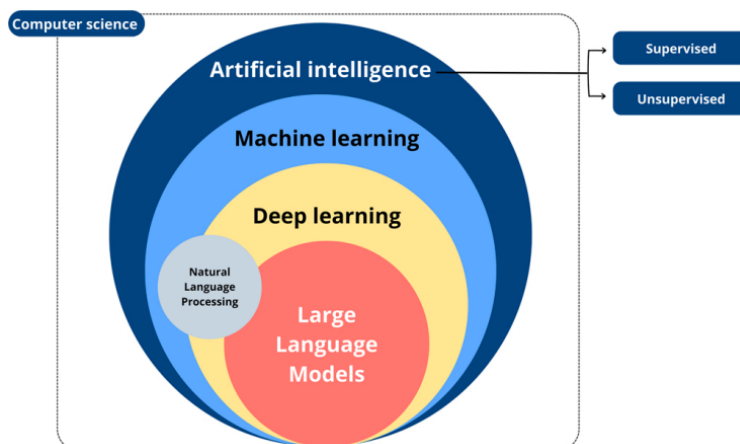 Computer science
Artificial intelligence
Supervised
Unsupervised
Machine learning
Deep learning
Natural
Language
Processing
Large
Language
Models